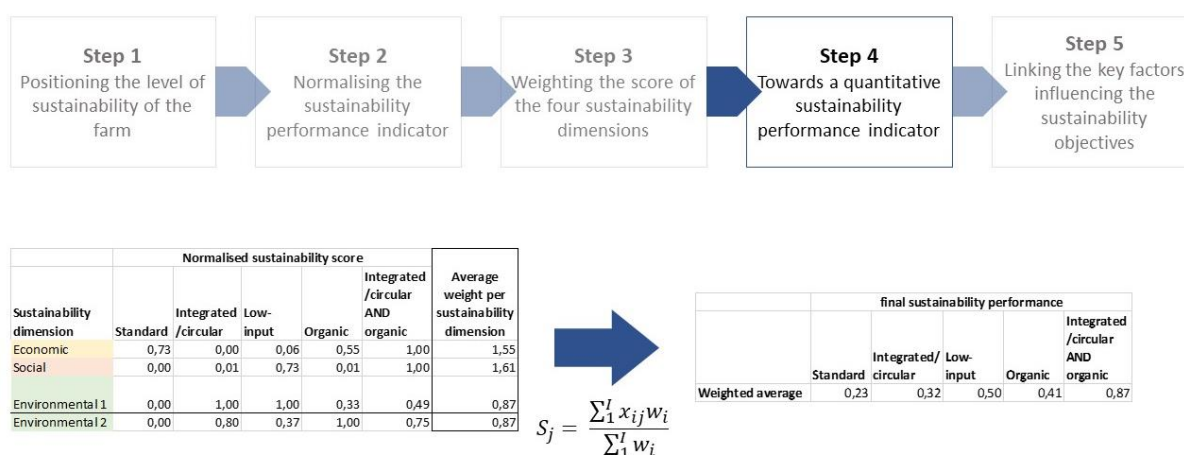 Step 1
Positioning the level of
sustainability of the
farm
Step 2
Normalising the
sustainability
performance indicator
Step 3
Weighting the score of
the four sustainability
dimensions
Step 4
Towards a quantitative
sustainability
performance indicator
Step 5
Linking the key factors
influencing the
sustainability
objectives
Normalised sustainability score
Sustainability dimension Standard Integrated /circular Low-input Organic Integrated /circular AND organic Average weight per sustainability dimension
Economic 0,73 0,00 0,06 0,55 1,00 1,55
Social 0,00 0,01 0,73 0,01 1,00 1,61
Environmental 1 0,00 1,00 1,00 0,33 0,49 0,87
Environmental 2 0,00 0,80 0,37 1,00 0,75 0,87
S_j = ∑₁ᴵ x_ij w_i / ∑₁ᴵ w_i
final sustainability performance
Standard Integrated/ circular Low-input Organic Integrated /circular AND organic
Weighted average 0,23 0,32 0,50 0,41 0,87